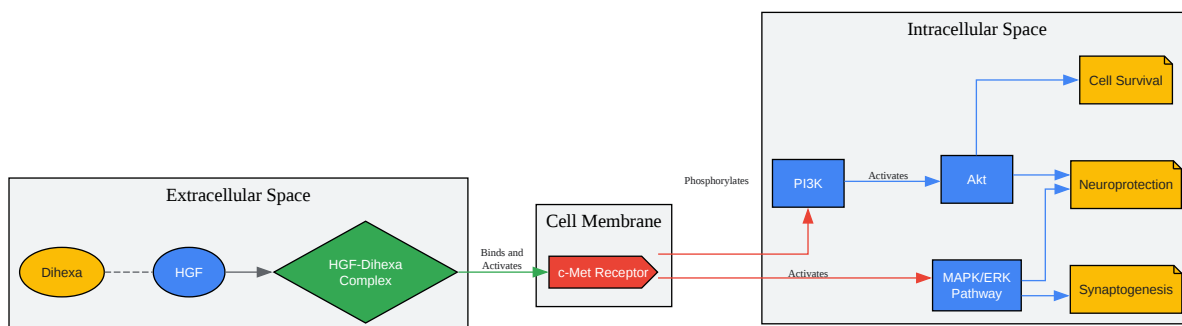 Intracellular Space
Cell Survival
Phosphorylates
PI3K
Activates
Akt
Neuroprotection
Extracellular Space
Cell Membrane
Dihexa
HGF
HGF-Dihexa
Complex
Binds and
Activates
c-Met Receptor
Activates
MAPK/ERK
Pathway
Synaptogenesis